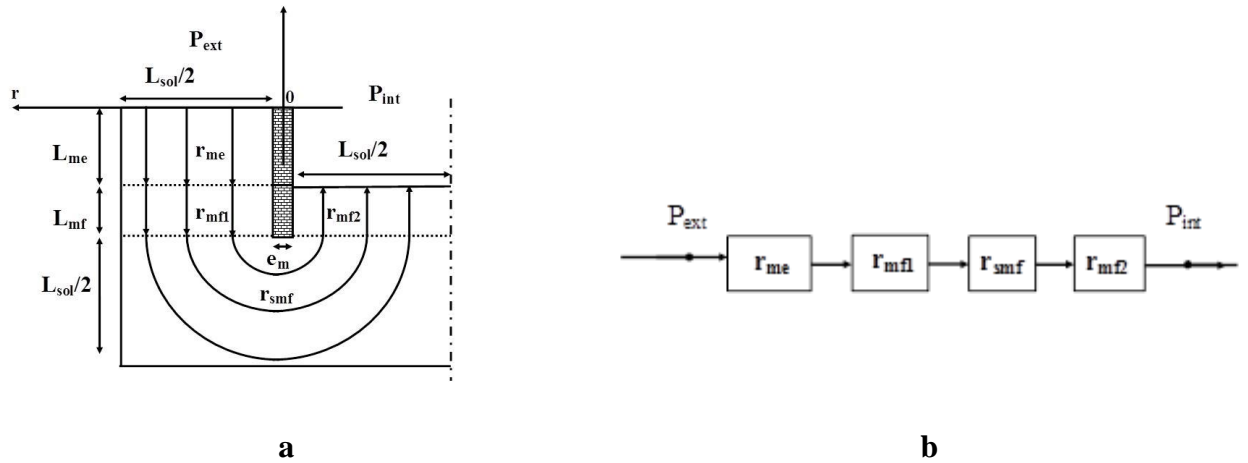 P_ext
L_sol/2
r
0
P_int
L_me
r_me
L_sol/2
L_mf
r_mf1
r_mf2
e_m
L_sol/2
r_smf
a
P_ext
P_int
r_me
r_mf1
r_smf
r_mf2
b